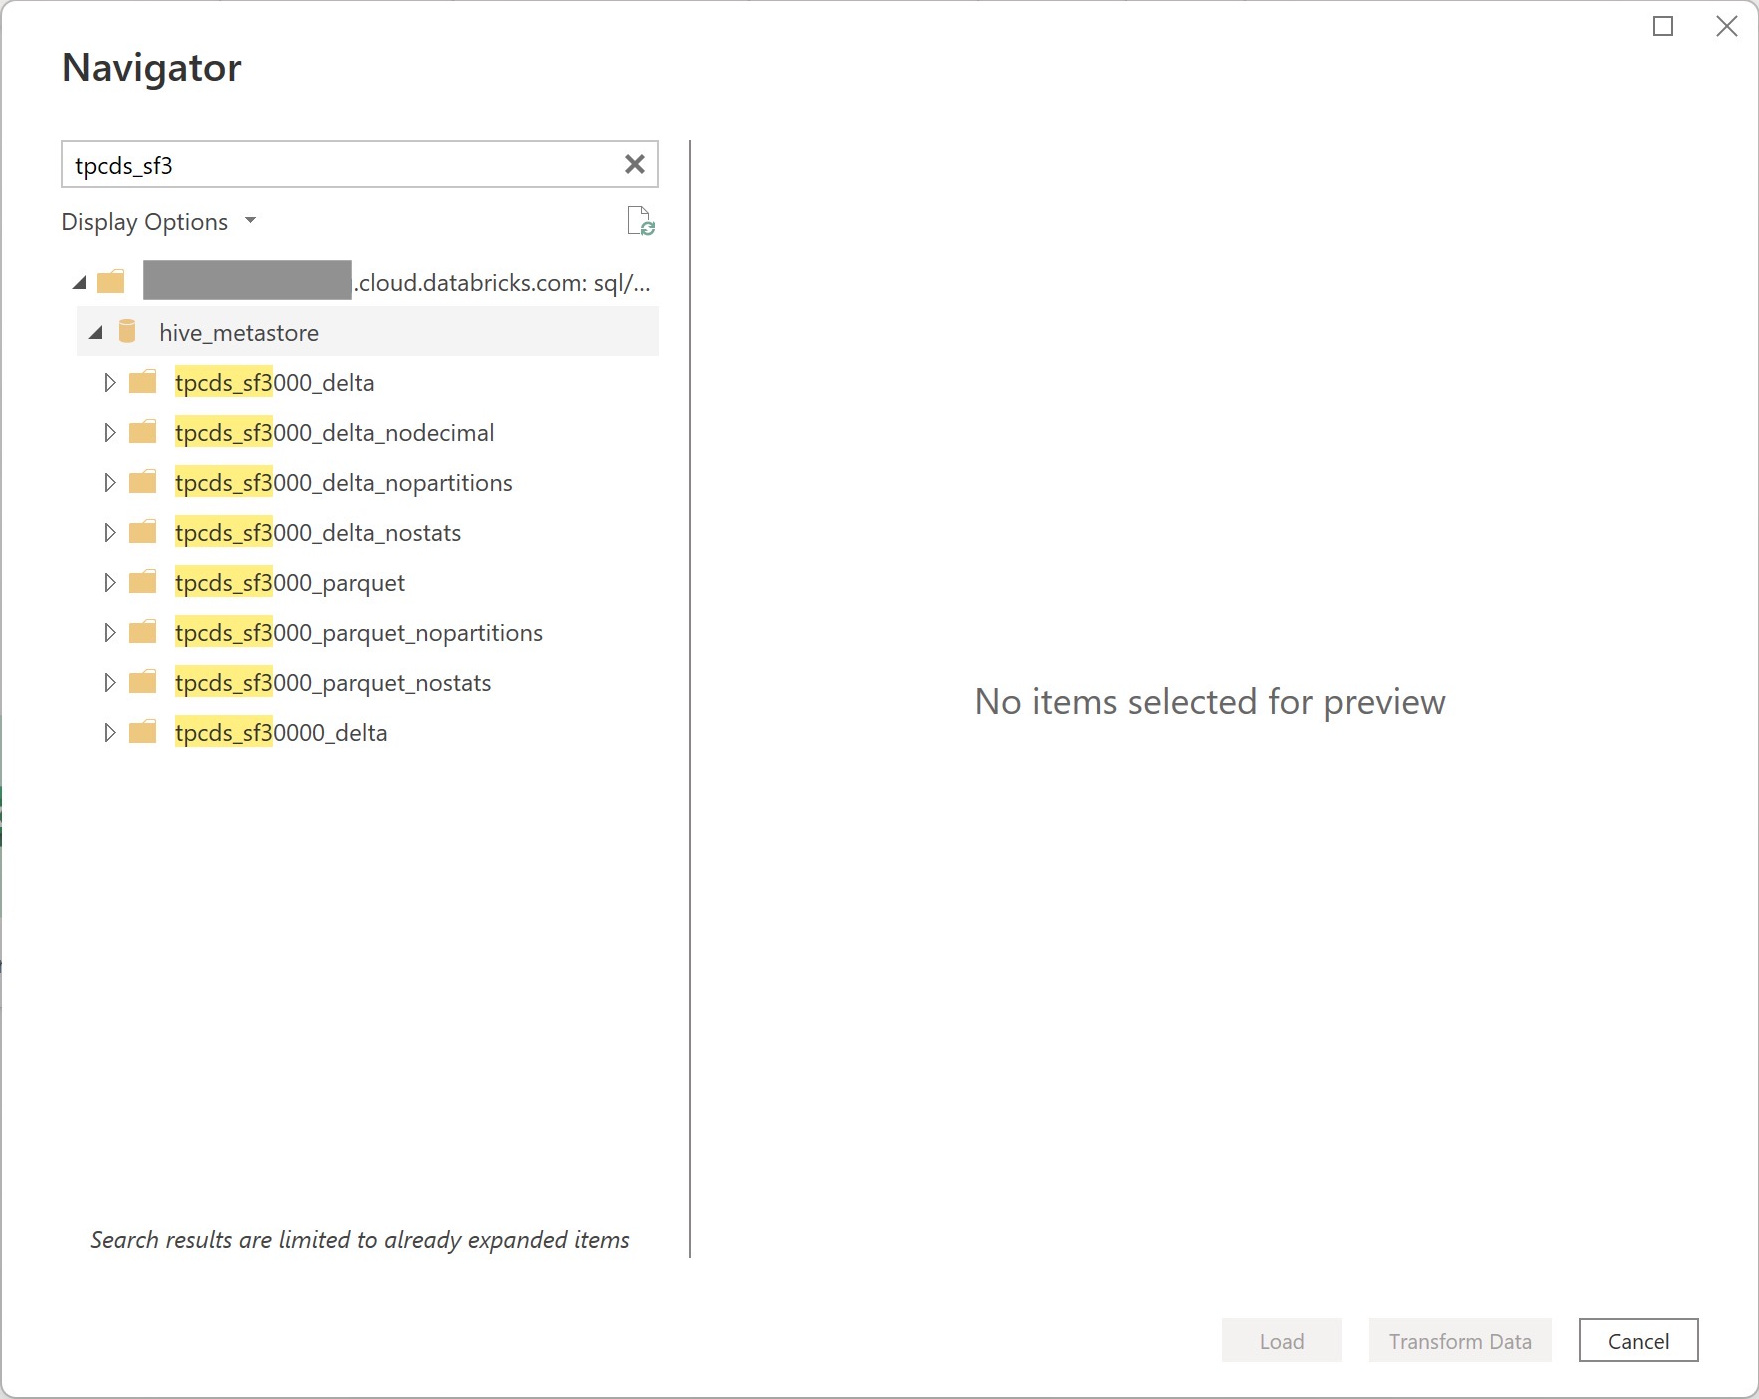 Navigator
tpcds_sf3
Display Options
.cloud.databricks.com: sql/...
hive_metastore
tpcds_sf3000_delta
tpcds_sf3000_delta_nodecimal
tpcds_sf3000_delta_nopartitions
tpcds_sf3000_delta_nostats
tpcds_sf3000_parquet
tpcds_sf3000_parquet_nopartitions
tpcds_sf3000_parquet_nostats
tpcds_sf30000_delta
No items selected for preview
Search results are limited to already expanded items
Load
Transform Data
Cancel